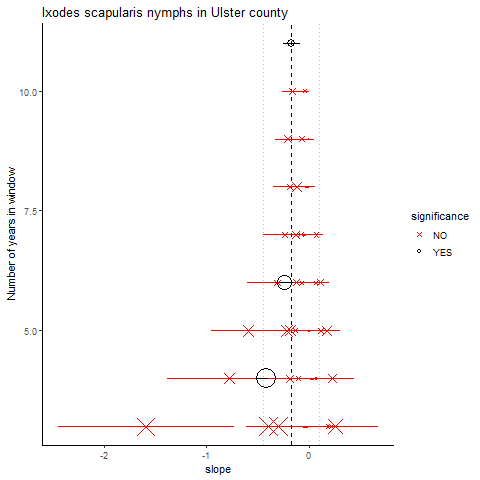 Ixodes scapularis nymphs in Ulster county
Number of years in window
10.0
7.5
5.0
-2
-1
0
slope
significance
NO
YES